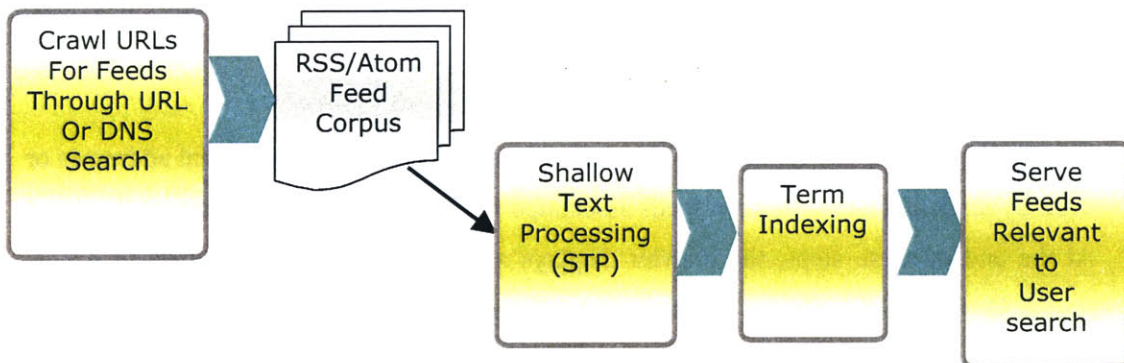 Crawl URLs
For Feeds
Through URL
Or DNS
Search
RSS/Atom
Feed
Corpus
Shallow
Text
Processing
(STP)
Term
Indexing
Serve
Feeds
Relevant
to
User
search